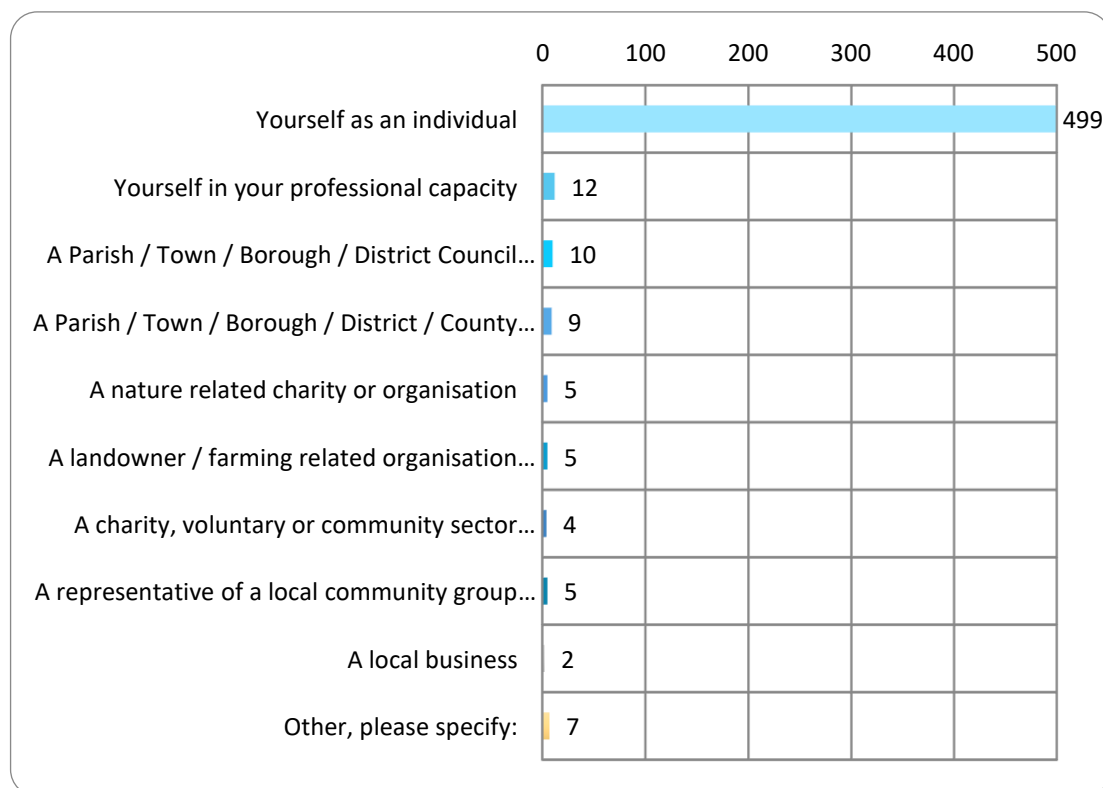 0 100 200 300 400 500
Yourself as an individual 499
Yourself in your professional capacity 12
A Parish / Town / Borough / District Council... 10
A Parish / Town / Borough / District / County... 9
A nature related charity or organisation 5
A landowner / farming related organisation... 5
A charity, voluntary or community sector... 4
A representative of a local community group... 5
A local business 2
Other, please specify: 7